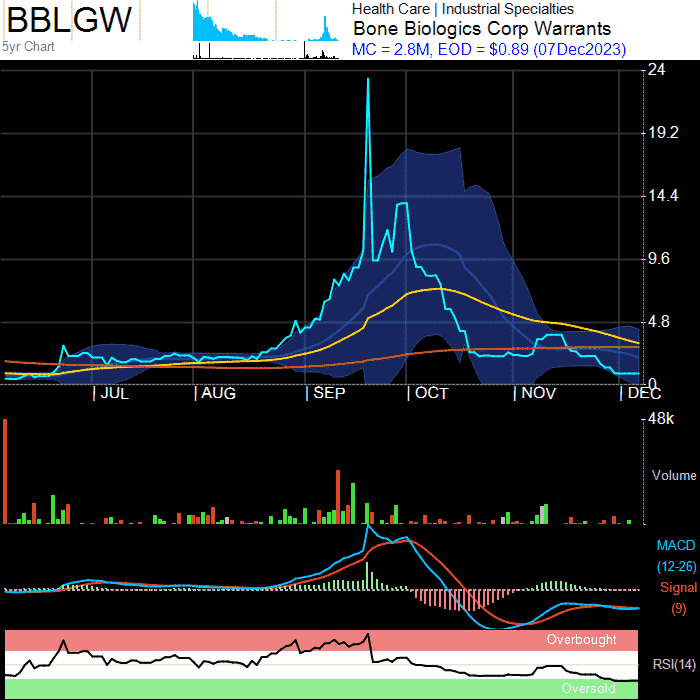 BBLGW
5yr Chart
Health Care | Industrial Specialties
Bone Biologics Corp Warrants
MC = 2.8M, EOD = $0.89 (07Dec2023)
24
19.2
14.4
9.6
4.8
0
JUL AUG SEP OCT NOV DEC
48k
Volume
MACD
(12-26)
Signal
(9)
Overbought
RSI(14)
Oversold